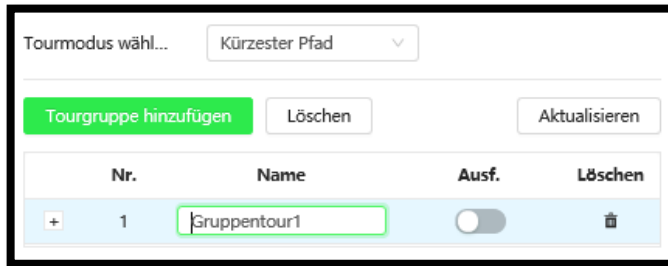 Tourmodus wähl... Kürzester Pfad
Tourgruppe hinzufügen Löschen Aktualisieren
Nr. Name Ausf. Löschen
+ 1 Gruppentour1